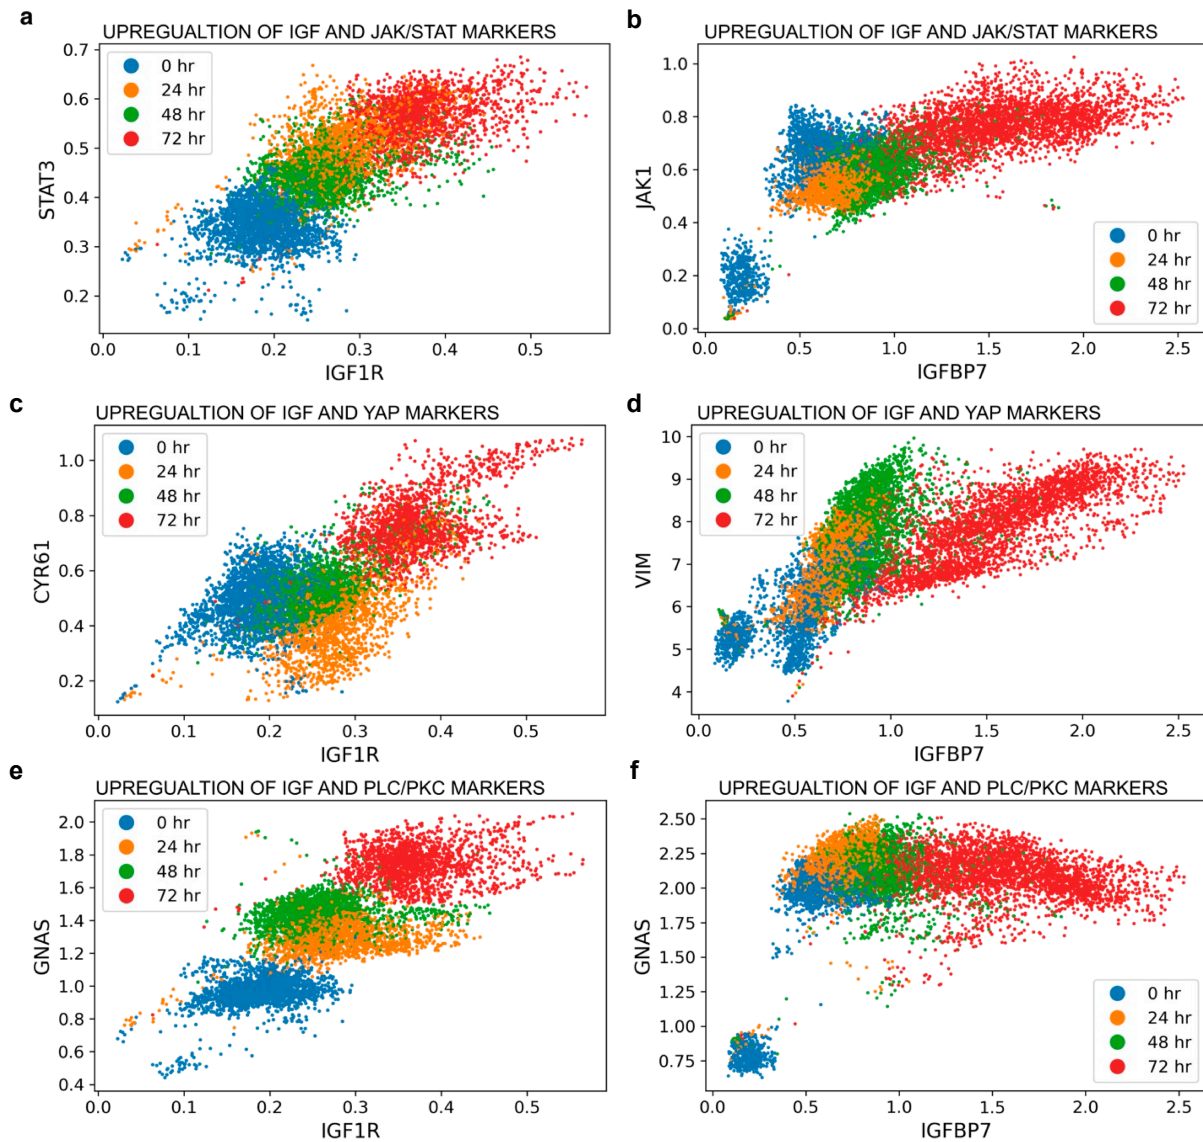 a
UPREGUALTION OF IGF AND JAK/STAT MARKERS
0 hr
24 hr
48 hr
72 hr
0.7
0.6
0.5
0.4
0.3
0.2
STAT3
0.0 0.1 0.2 0.3 0.4 0.5
IGF1R
b
UPREGUALTION OF IGF AND JAK/STAT MARKERS
1.0
0.8
0.6
0.4
0.2
0.0
JAK1
0 hr
24 hr
48 hr
72 hr
0.0 0.5 1.0 1.5 2.0 2.5
IGFBP7
c
UPREGUALTION OF IGF AND YAP MARKERS
0 hr
24 hr
48 hr
72 hr
1.0
0.8
0.6
0.4
0.2
CYR61
0.0 0.1 0.2 0.3 0.4 0.5
IGF1R
d
UPREGUALTION OF IGF AND YAP MARKERS
0 hr
24 hr
48 hr
72 hr
10
9
8
7
6
5
4
VIM
0.0 0.5 1.0 1.5 2.0 2.5
IGFBP7
e
UPREGUALTION OF IGF AND PLC/PKC MARKERS
0 hr
24 hr
48 hr
72 hr
2.0
1.8
1.6
1.4
1.2
1.0
0.8
0.6
0.4
GNAS
0.0 0.1 0.2 0.3 0.4 0.5
IGF1R
f
UPREGUALTION OF IGF AND PLC/PKC MARKERS
2.50
2.25
2.00
1.75
1.50
1.25
1.00
0.75
GNAS
0 hr
24 hr
48 hr
72 hr
0.0 0.5 1.0 1.5 2.0 2.5
IGFBP7